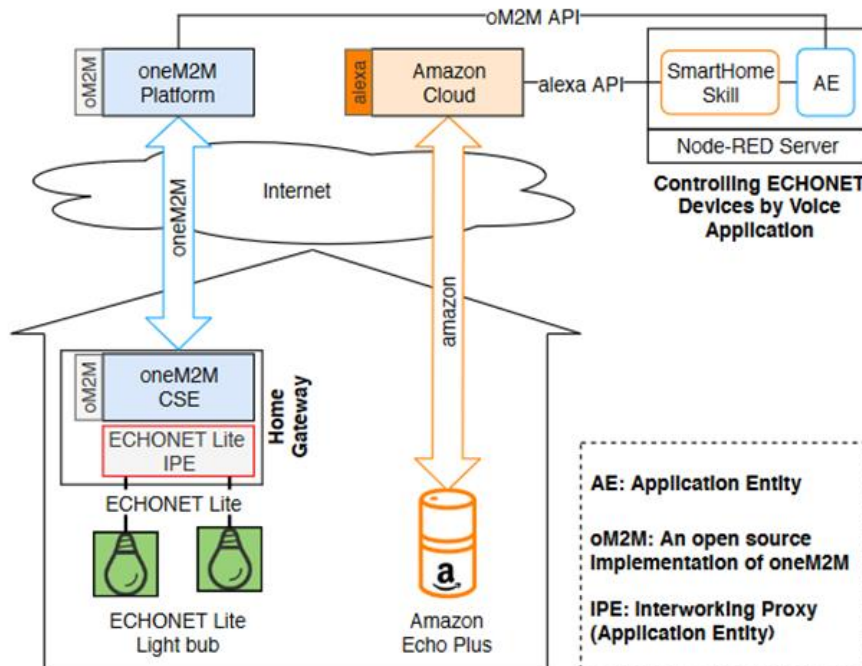 oM2M API
oM2M
oneM2M
Platform
alexa
Amazon
Cloud
alexa API
SmartHome
Skill
AE
Node-RED Server
Controlling ECHONET
Devices by Voice
Application
Internet
oneM2M
amazon
oM2M
oneM2M
CSE
Home
Gateway
ECHONET Lite
IPE
ECHONET Lite
ECHONET Lite
Light bub
a
Amazon
Echo Plus
AE: Application Entity
oM2M: An open source
Implementation of oneM2M
IPE: Interworking Proxy
(Application Entity)